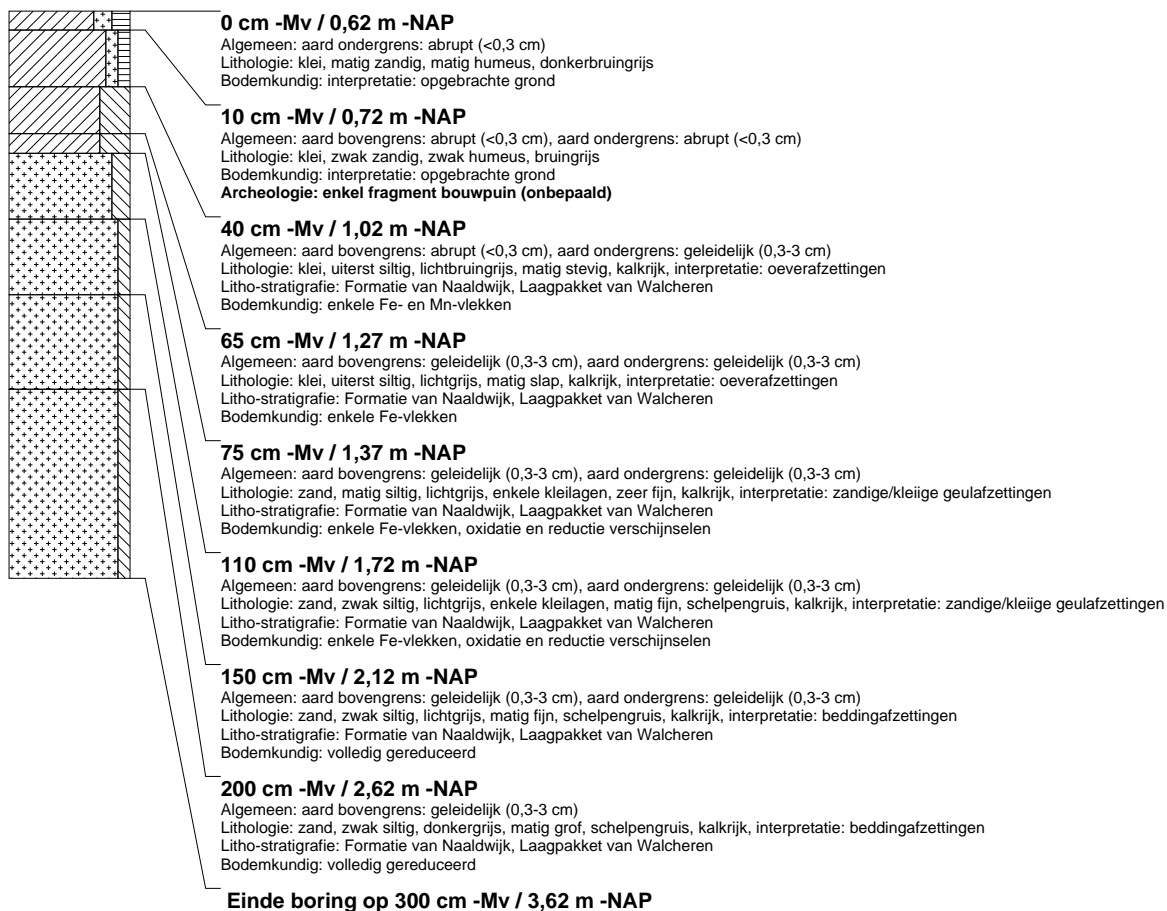 0 cm -Mv / 0,62 m -NAP
Algemeen: aard ondergrens: abrupt (<0,3 cm)
Lithologie: klei, matig zandig, matig humeus, donkerbruingrijs
Bodemkundig: interpretatie: opgebrachte grond
10 cm -Mv / 0,72 m -NAP
Algemeen: aard bovengrens: abrupt (<0,3 cm), aard ondergrens: abrupt (<0,3 cm)
Lithologie: klei, zwak zandig, zwak humeus, bruingrijs
Bodemkundig: interpretatie: opgebrachte grond
Archeologie: enkel fragment bouwpuin (onbepaald)
40 cm -Mv / 1,02 m -NAP
Algemeen: aard bovengrens: abrupt (<0,3 cm), aard ondergrens: geleidelijk (0,3-3 cm)
Lithologie: klei, uiterst siltig, lichtbruingrijs, matig stevig, kalkrijk, interpretatie: oeverafzettingen
Litho-stratigrafie: Formatie van Naaldwijk, Laagpakket van Walcheren
Bodemkundig: enkele Fe- en Mn-vlekken
65 cm -Mv / 1,27 m -NAP
Algemeen: aard bovengrens: geleidelijk (0,3-3 cm), aard ondergrens: geleidelijk (0,3-3 cm)
Lithologie: klei, uiterst siltig, lichtgrijs, matig slap, kalkrijk, interpretatie: oeverafzettingen
Litho-stratigrafie: Formatie van Naaldwijk, Laagpakket van Walcheren
Bodemkundig: enkele Fe-vlekken
75 cm -Mv / 1,37 m -NAP
Algemeen: aard bovengrens: geleidelijk (0,3-3 cm), aard ondergrens: geleidelijk (0,3-3 cm)
Lithologie: zand, matig siltig, lichtgrijs, enkele kleilagen, zeer fijn, kalkrijk, interpretatie: zandige/kleiige geulafzettingen
Litho-stratigrafie: Formatie van Naaldwijk, Laagpakket van Walcheren
Bodemkundig: enkele Fe-vlekken, oxidatie en reductie verschijnselen
110 cm -Mv / 1,72 m -NAP
Algemeen: aard bovengrens: geleidelijk (0,3-3 cm), aard ondergrens: geleidelijk (0,3-3 cm)
Lithologie: zand, zwak siltig, lichtgrijs, enkele kleilagen, matig fijn, schelpengruis, kalkrijk, interpretatie: zandige/kleiige geulafzettingen
Litho-stratigrafie: Formatie van Naaldwijk, Laagpakket van Walcheren
Bodemkundig: enkele Fe-vlekken, oxidatie en reductie verschijnselen
150 cm -Mv / 2,12 m -NAP
Algemeen: aard bovengrens: geleidelijk (0,3-3 cm), aard ondergrens: geleidelijk (0,3-3 cm)
Lithologie: zand, zwak siltig, lichtgrijs, matig fijn, schelpengruis, kalkrijk, interpretatie: beddingafzettingen
Litho-stratigrafie: Formatie van Naaldwijk, Laagpakket van Walcheren
Bodemkundig: volledig gereduceerd
200 cm -Mv / 2,62 m -NAP
Algemeen: aard bovengrens: geleidelijk (0,3-3 cm)
Lithologie: zand, zwak siltig, donkergrijs, matig grof, schelpengruis, kalkrijk, interpretatie: beddingafzettingen
Litho-stratigrafie: Formatie van Naaldwijk, Laagpakket van Walcheren
Bodemkundig: volledig gereduceerd
Einde boring op 300 cm -Mv / 3,62 m -NAP